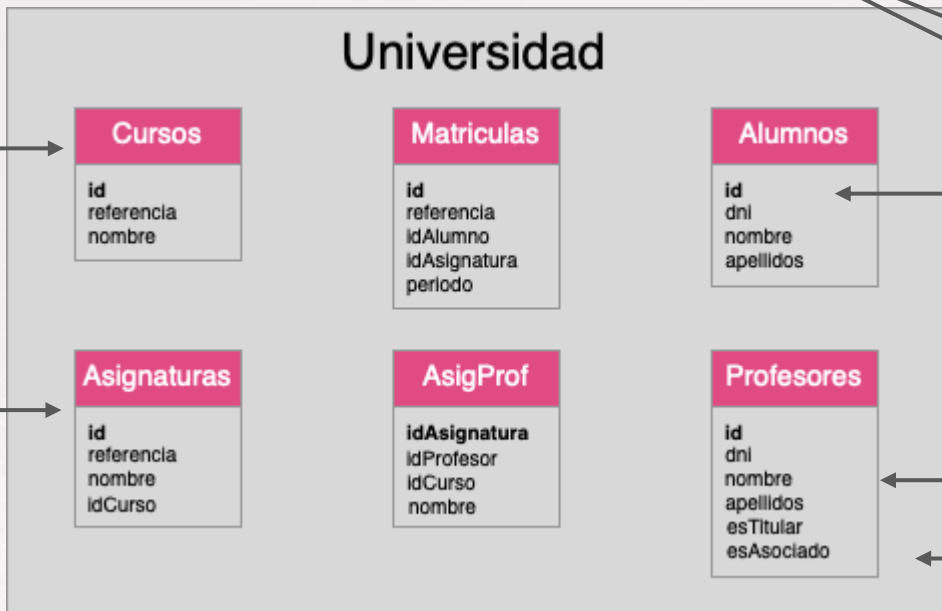 Universidad
Cursos
id
referencia
nombre
Matriculas
id
referencia
idAlumno
idAsignatura
periodo
Alumnos
id
dni
nombre
apellidos
Asignaturas
id
referencia
nombre
idCurso
AsigProf
idAsignatura
idProfesor
idCurso
nombre
Profesores
id
dni
nombre
apellidos
esTitular
esAsociado